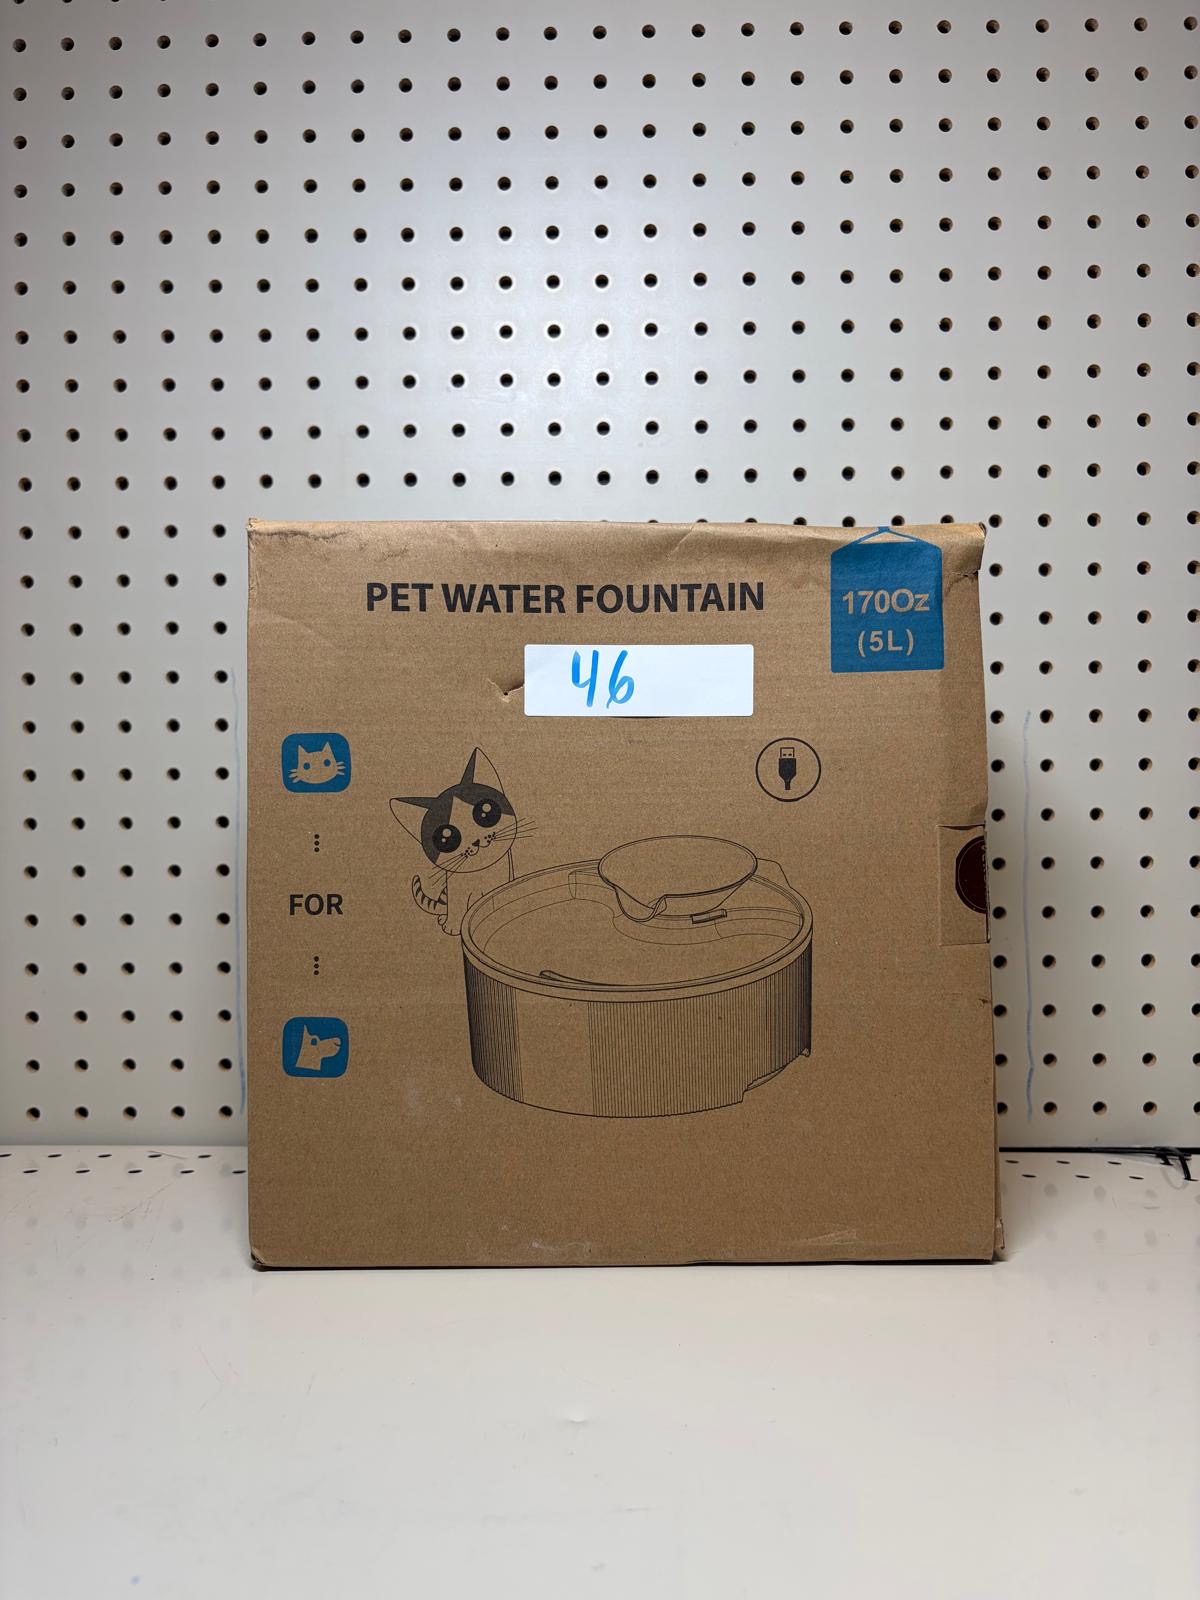 PET WATER FOUNTAIN
170Oz
(5L)
46
FOR